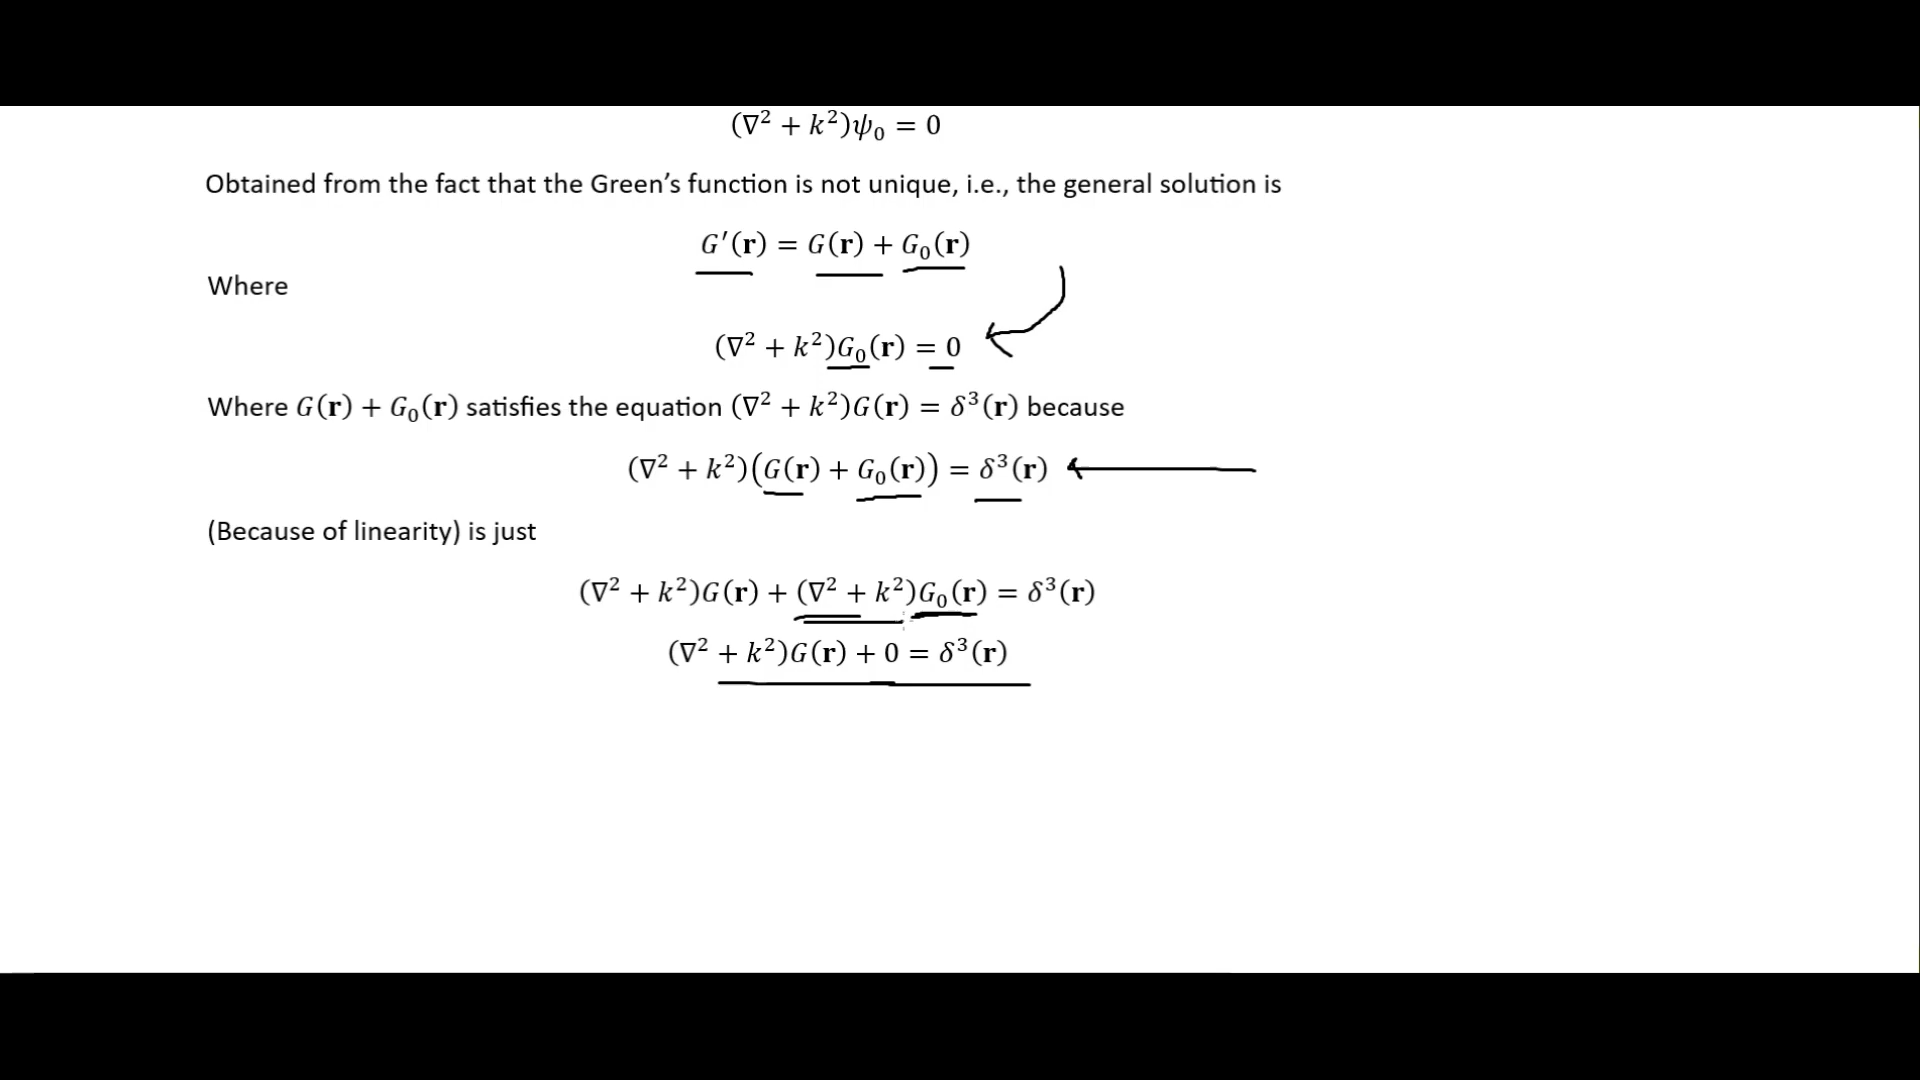 (∇² + k²)ψ₀ = 0
Obtained from the fact that the Green’s function is not unique, i.e., the general solution is
G′(𝐫) = G(𝐫) + G₀(𝐫)
Where
(∇² + k²)G₀(𝐫) = 0
Where G(𝐫) + G₀(𝐫) satisfies the equation (∇² + k²)G(𝐫) = δ³(𝐫) because
(∇² + k²)(G(𝐫) + G₀(𝐫)) = δ³(𝐫)
(Because of linearity) is just
(∇² + k²)G(𝐫) + (∇² + k²)G₀(𝐫) = δ³(𝐫)
(∇² + k²)G(𝐫) + 0 = δ³(𝐫)